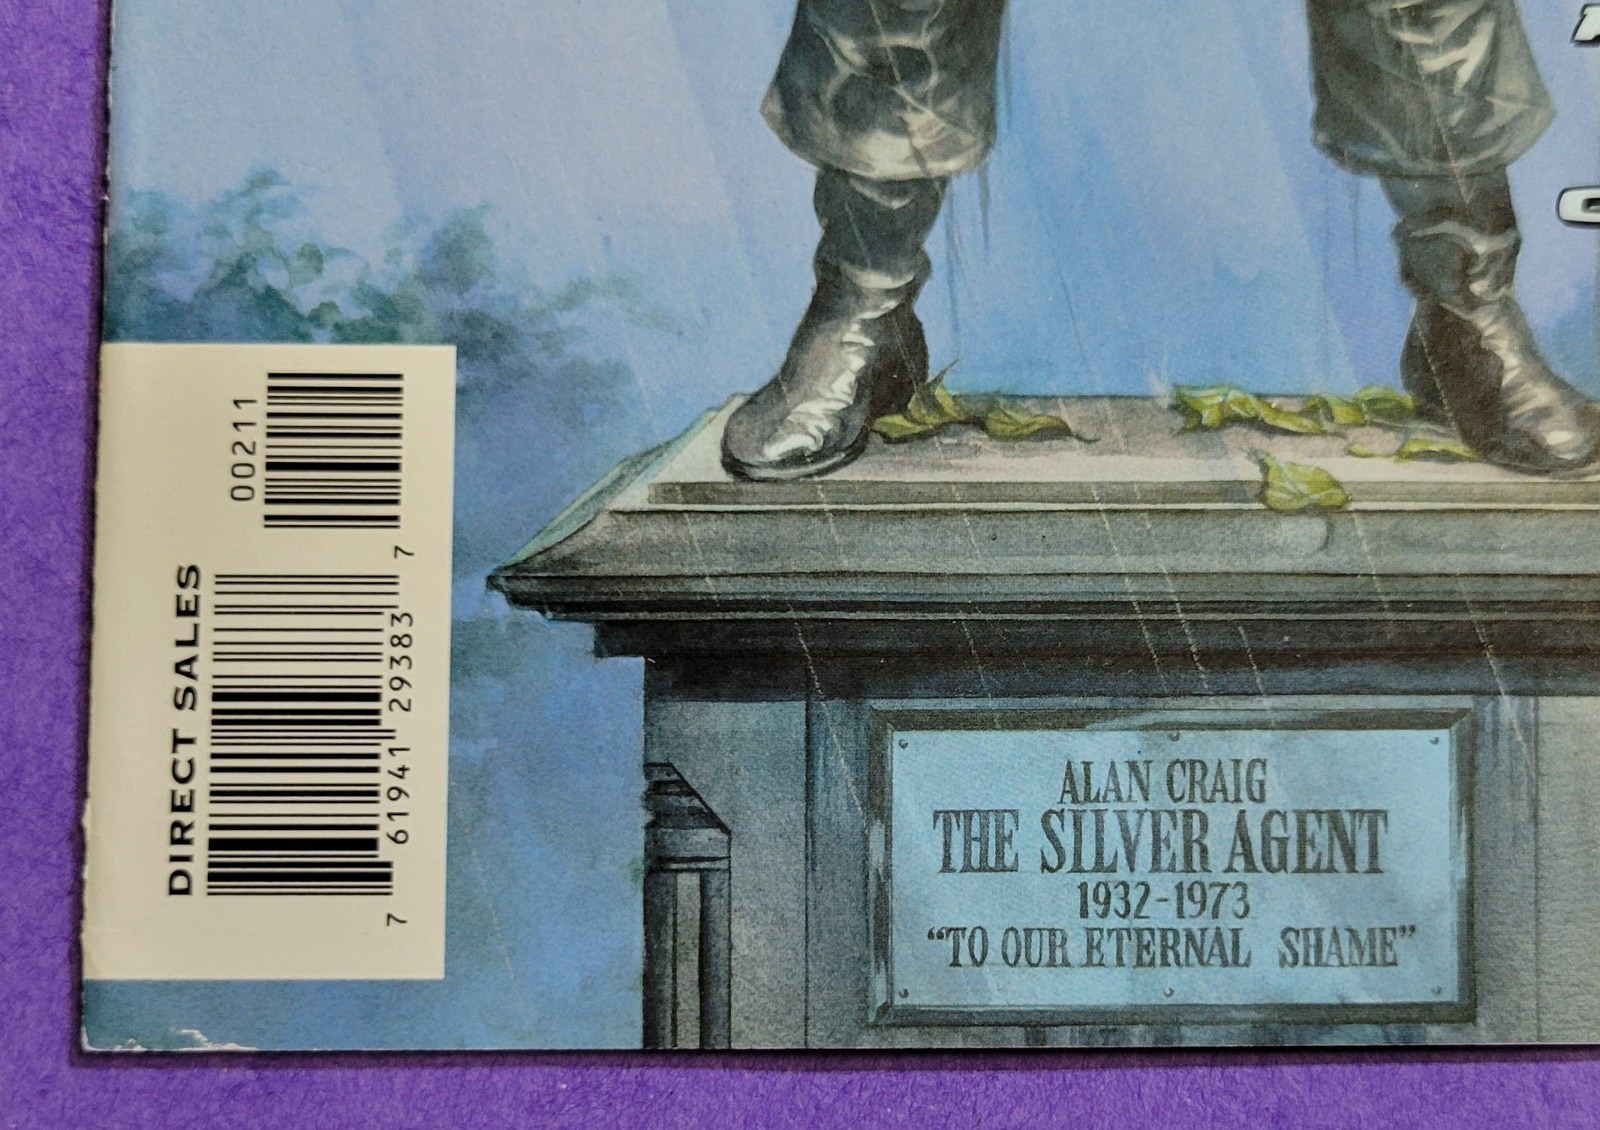 00211
DIRECT SALES
7 61941 29383 7
ALAN CRAIG
THE SILVER AGENT
1932-1973
“TO OUR ETERNAL SHAME”